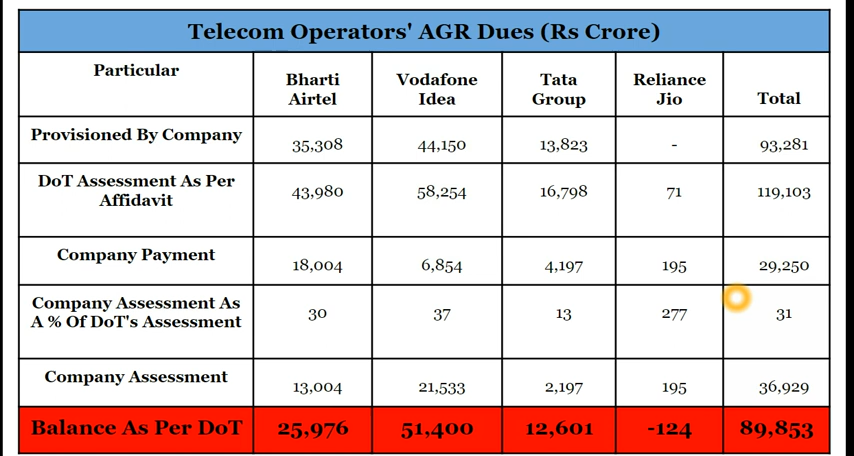 Telecom Operators' AGR Dues (Rs Crore)
Particular Bharti Airtel Vodafone Idea Tata Group Reliance Jio Total
Provisioned By Company 35,308 44,150 13,823 - 93,281
DoT Assessment As Per Affidavit 43,980 58,254 16,798 71 119,103
Company Payment 18,004 6,854 4,197 195 29,250
Company Assessment As A % Of DoT's Assessment 30 37 13 277 31
Company Assessment 13,004 21,533 2,197 195 36,929
Balance As Per DoT 25,976 51,400 12,601 -124 89,853